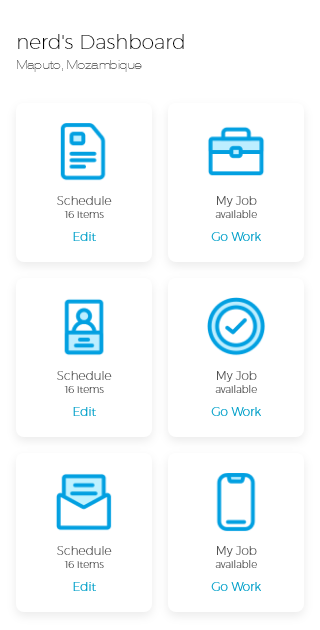 nerd's Dashboard
Maputo, Mozambique
Schedule
16 Items
Edit
My Job
available
Go Work
Schedule
16 Items
Edit
My Job
available
Go Work
Schedule
16 Items
Edit
My Job
available
Go Work